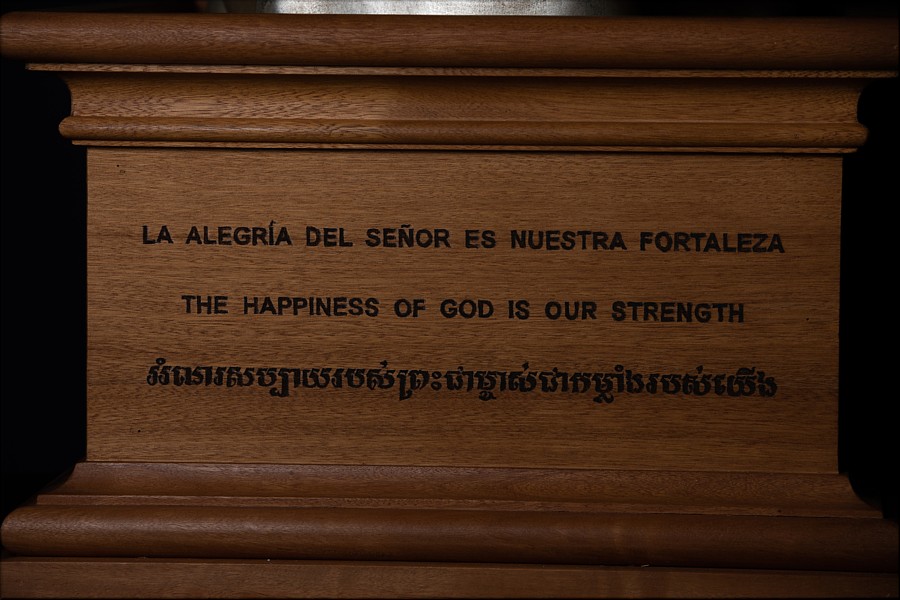 LA ALEGRÍA DEL SEÑOR ES NUESTRA FORTALEZA
THE HAPPINESS OF GOD IS OUR STRENGTH
អំណរសប្បាយរបស់ព្រះជាម្ចាស់ជាកម្លាំងរបស់យើង